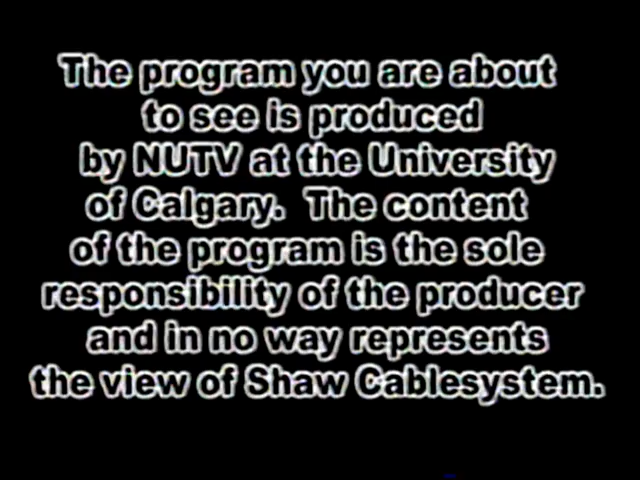 The program you are about
to see is produced
by NUTV at the University
of Calgary.  The content
of the program is the sole
responsibility of the producer
and in no way represents
the view of Shaw Cablesystem.